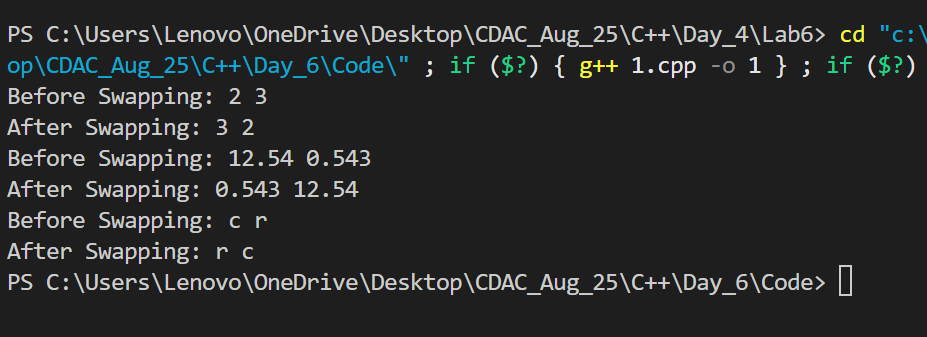 PS C:\Users\Lenovo\OneDrive\Desktop\CDAC_Aug_25\C++\Day_4\Lab6> cd "c:\
op\CDAC_Aug_25\C++\Day_6\Code\" ; if ($?) { g++ 1.cpp -o 1 } ; if ($?)
Before Swapping: 2 3
After Swapping: 3 2
Before Swapping: 12.54 0.543
After Swapping: 0.543 12.54
Before Swapping: c r
After Swapping: r c
PS C:\Users\Lenovo\OneDrive\Desktop\CDAC_Aug_25\C++\Day_6\Code>